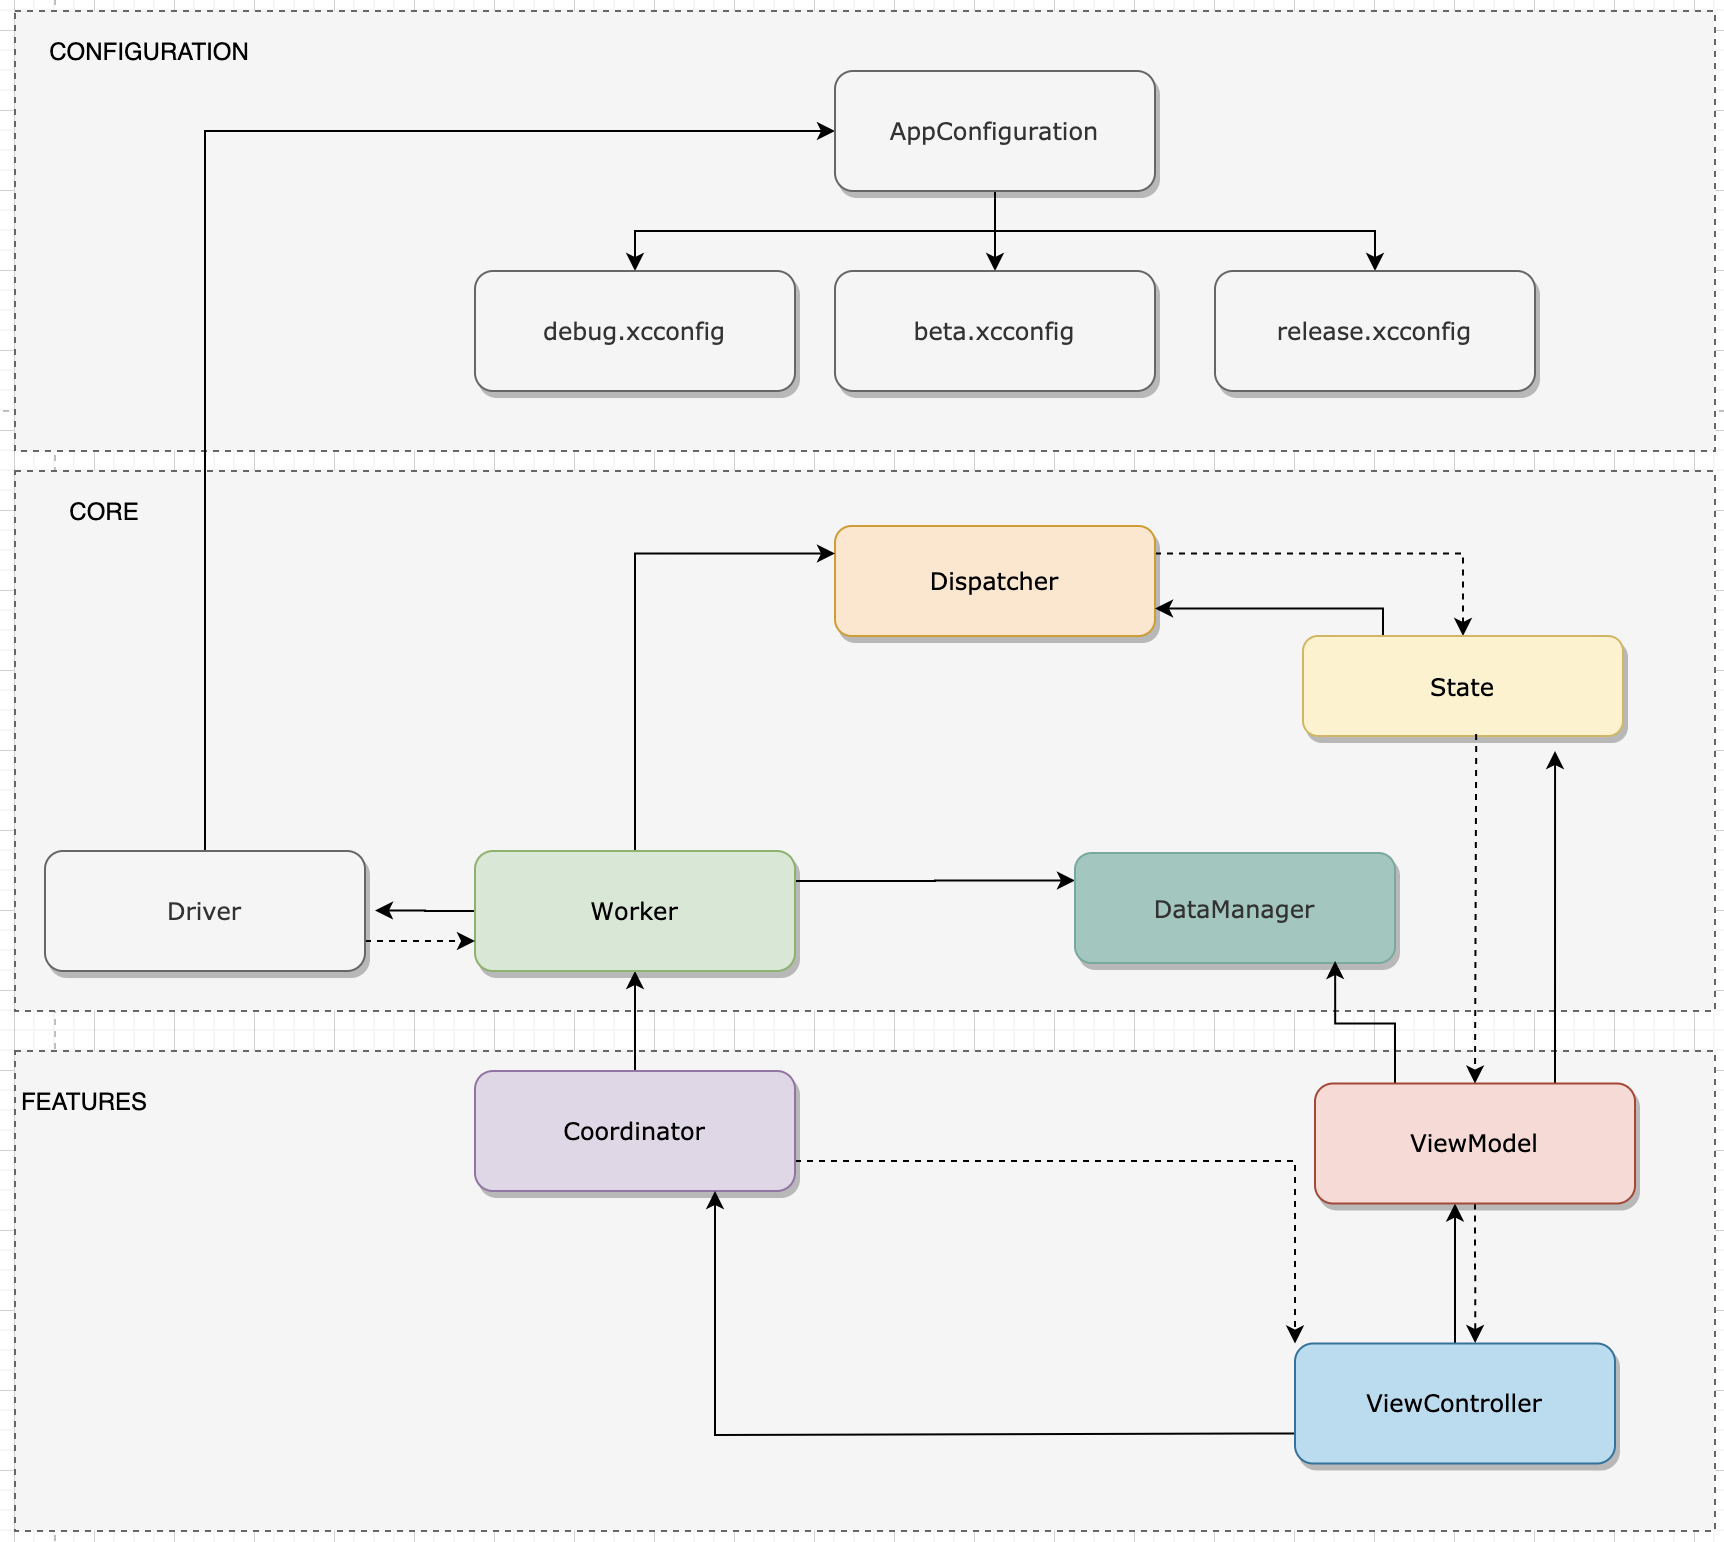 CONFIGURATION
AppConfiguration
debug.xcconfig
beta.xcconfig
release.xcconfig
CORE
Dispatcher
State
Driver
Worker
DataManager
FEATURES
Coordinator
ViewModel
ViewController